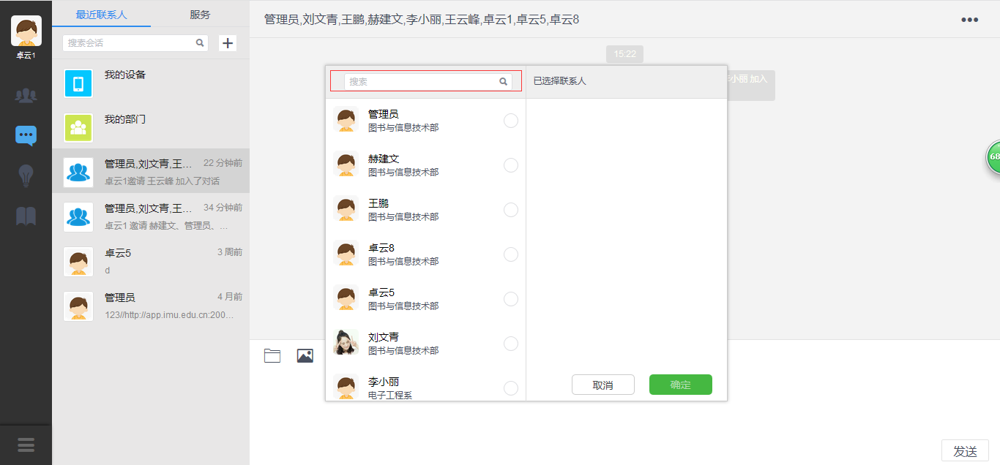 卓云1
最近联系人
服务
搜索会话
我的设备
我的部门
管理员,刘文青,王… 22 分钟前
卓云1邀请 王云峰 加入了对话
管理员,刘文青,王… 34 分钟前
卓云1 邀请 赫建文、管理员、…
卓云5 3 周前
d
管理员 4 月前
123//http://app.imu.edu.cn:200…
管理员,刘文青,王鹏,赫建文,李小丽,王云峰,卓云1,卓云5,卓云8
15:22
小丽 加入
搜索
已选择联系人
管理员
图书与信息技术部
赫建文
图书与信息技术部
王鹏
图书与信息技术部
卓云8
图书与信息技术部
卓云5
图书与信息技术部
刘文青
图书与信息技术部
李小丽
电子工程系
取消
确定
68
发送